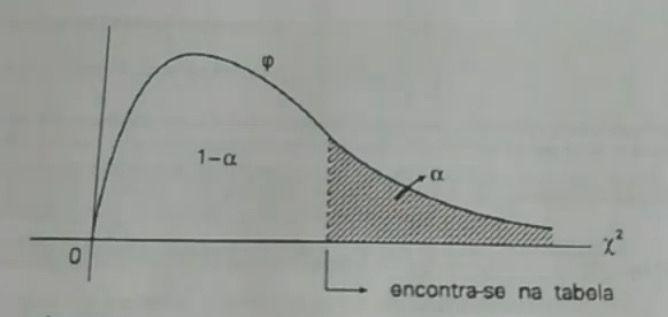 φ
1-α
α
0
χ²
encontra-se na tabela